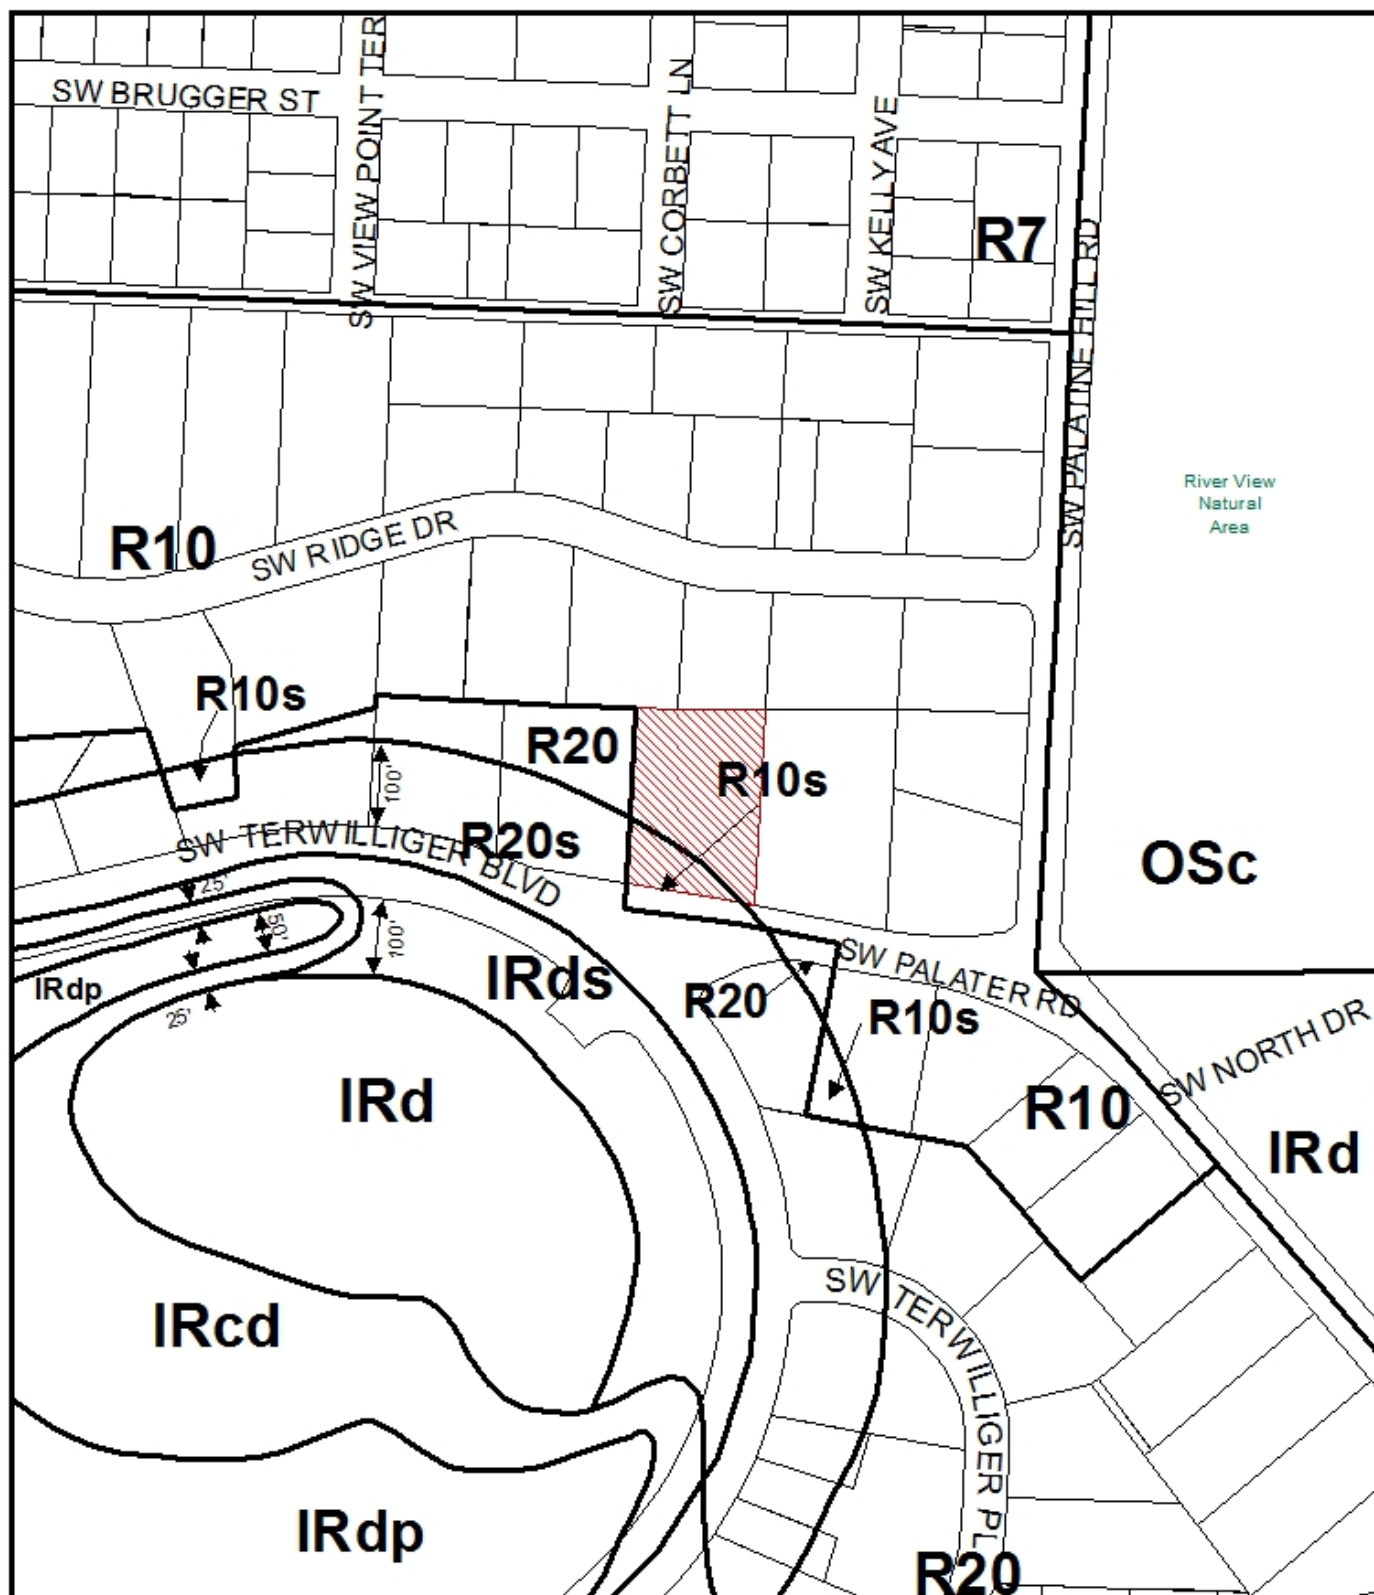 SW BRUGGER ST
SW VIEW POINT TER
SW CORBETT LN
SW KELLY AVE
R7
SW PALATINE HILL RD
River View
Natural
Area
R10
SW RIDGE DR
R10s
R20
R10s
100'
SW TERWILLIGER BLVD
R20s
OSc
25'
50'
100'
IRdp
25'
IRds
R20
SW PALATER RD
R10s
SW NORTH DR
IRd
R10
IRd
IRcd
SW TERWILLIGER PL
IRdp
R20